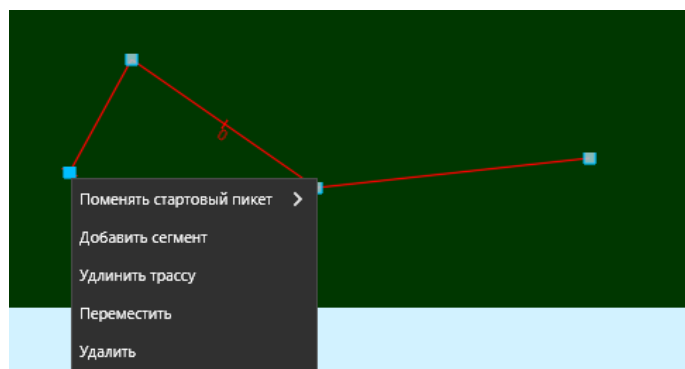 Поменять стартовый пикет
Добавить сегмент
Удлинить трассу
Переместить
Удалить